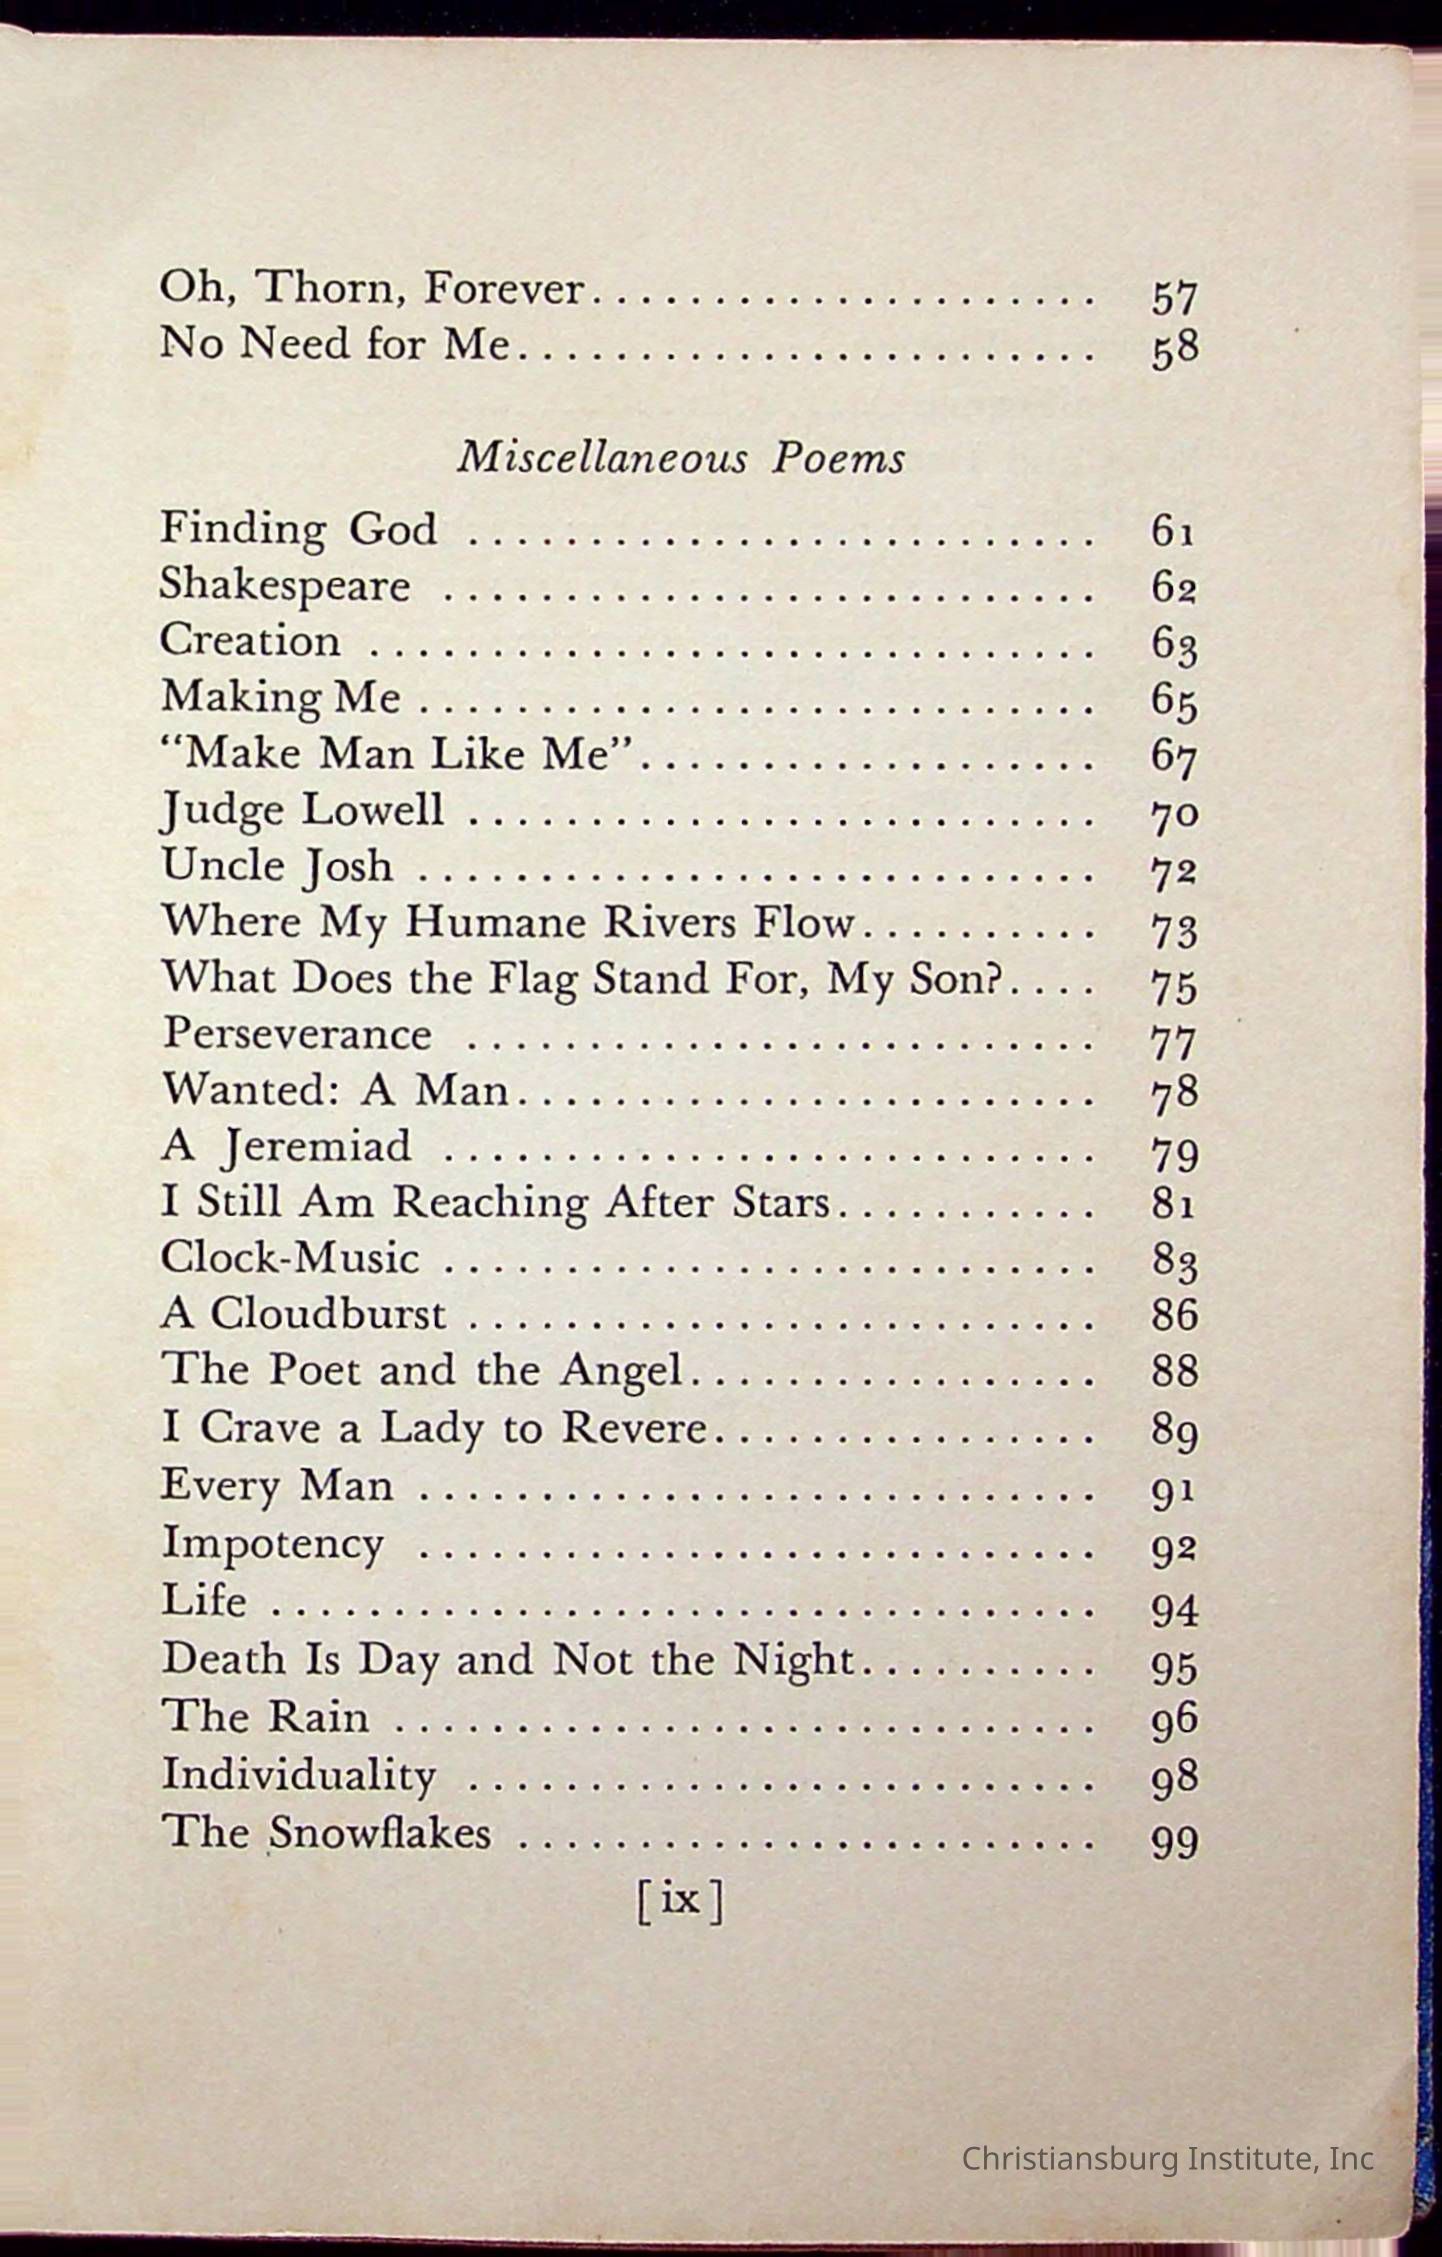 Oh, Thorn, Forever..................... 57
No Need for Me........................ 58
Miscellaneous Poems
Finding God .......................... 61
Shakespeare ........................... 62
Creation .............................. 63
Making Me ............................ 65
“Make Man Like Me”................... 67
Judge Lowell .......................... 70
Uncle Josh ............................ 72
Where My Humane Rivers Flow.......... 73
What Does the Flag Stand For, My Son?.... 75
Perseverance .......................... 77
Wanted: A Man........................ 78
A Jeremiad ........................... 79
I Still Am Reaching After Stars........... 81
Clock-Music ........................... 83
A Cloudburst .......................... 86
The Poet and the Angel................. 88
I Crave a Lady to Revere................ 89
Every Man ............................ 91
Impotency ............................ 92
Life .................................. 94
Death Is Day and Not the Night.......... 95
The Rain ............................. 96
Individuality .......................... 98
The Snowflakes ........................ 99
[ ix ]
Christiansburg Institute, Inc